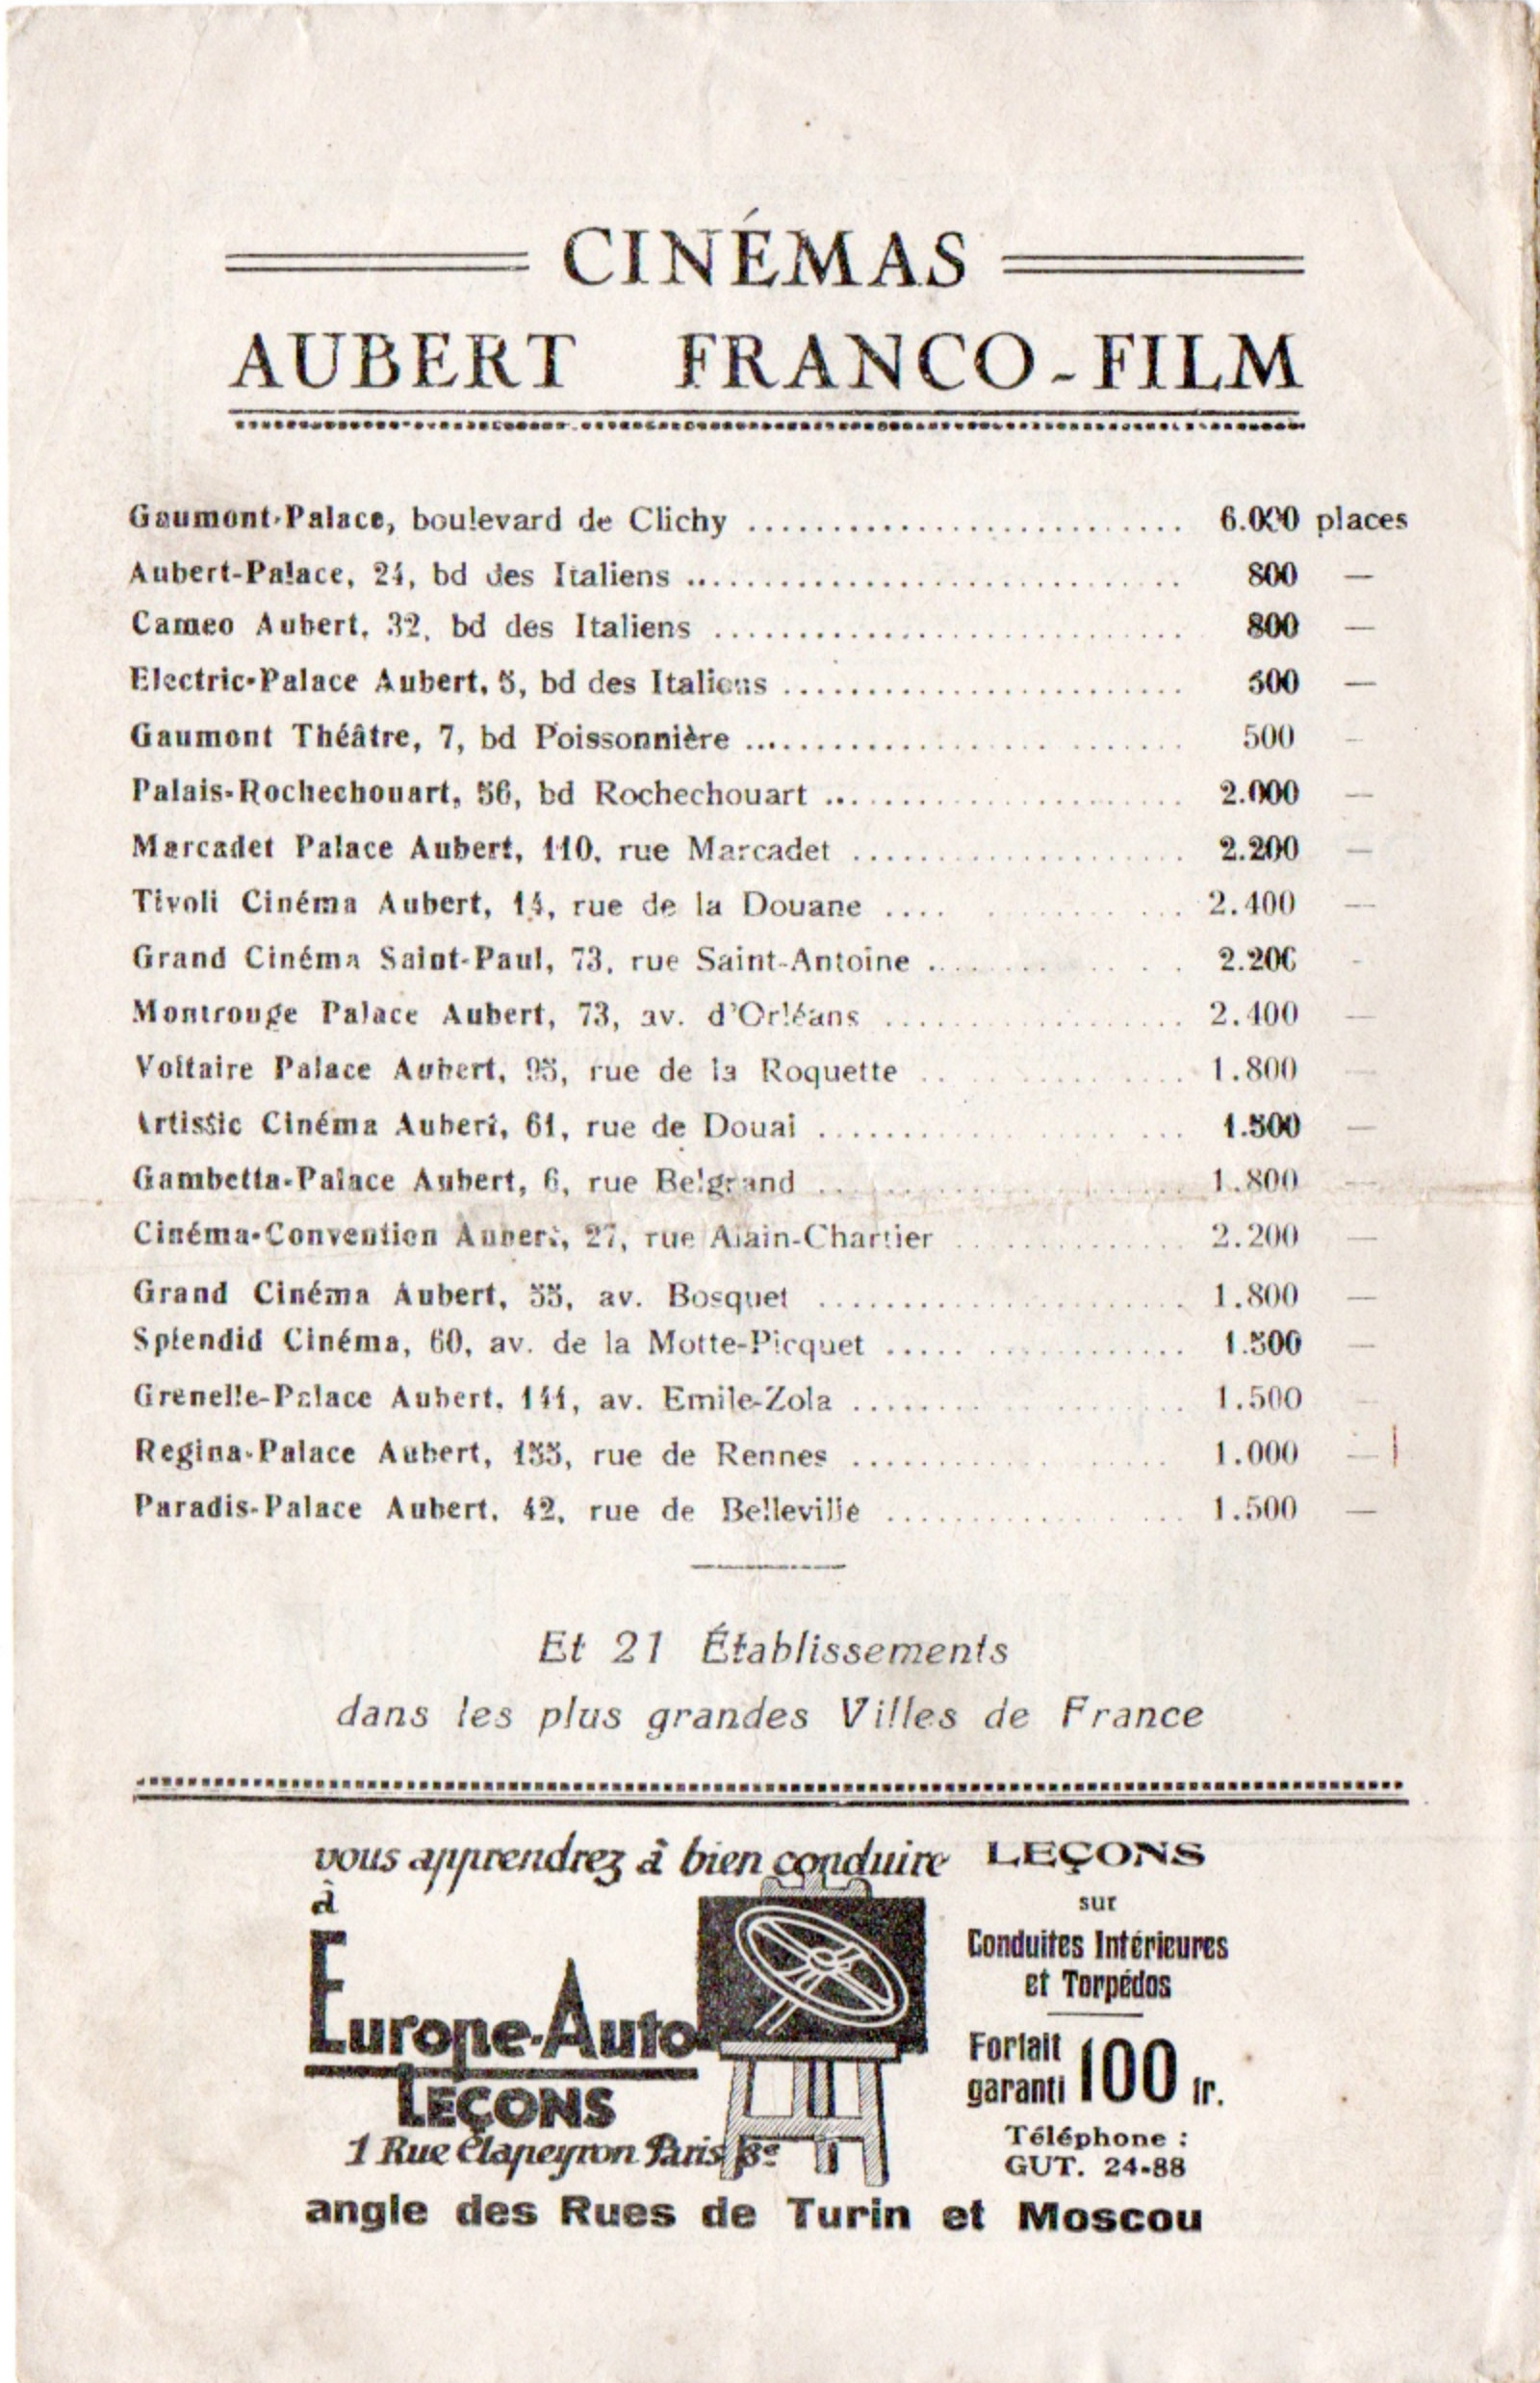 CINÉMAS
AUBERT FRANCO-FILM
Gaumont-Palace, boulevard de Clichy .......................... 6.000 places
Aubert-Palace, 24, bd des Italiens .............................. 800 —
Cameo Aubert, 32, bd des Italiens ............................ 800 —
Electric-Palace Aubert, 5, bd des Italiens ........................ 500 —
Gaumont Théâtre, 7, bd Poissonnière .......................... 500 —
Palais-Rochechouart, 56, bd Rochechouart ..................... 2.000 —
Marcadet Palace Aubert, 110, rue Marcadet .................... 2.200 —
Tivoli Cinéma Aubert, 14, rue de la Douane .................. 2.400 —
Grand Cinéma Saint-Paul, 73, rue Saint-Antoine ............... 2.200 -
Montrouge Palace Aubert, 73, av. d'Orléans .................. 2.400 —
Voltaire Palace Aubert, 95, rue de la Roquette ................ 1.800 —
Artistic Cinéma Aubert, 61, rue de Douai ...................... 1.500 —
Gambetta-Palace Aubert, 6, rue Belgrand ...................... 1.800 —
Cinéma-Convention Aubert, 27, rue Alain-Chartier .............. 2.200 —
Grand Cinéma Aubert, 55, av. Bosquet ...................... 1.800 —
Splendid Cinéma, 60, av. de la Motte-Picquet .................. 1.500 —
Grenelle-Palace Aubert, 141, av. Emile-Zola .................... 1.500 —
Regina-Palace Aubert, 155, rue de Rennes ................... 1.000 —
Paradis-Palace Aubert, 42, rue de Belleville .................. 1.500 —
Et 21 Établissements
dans les plus grandes Villes de France
vous apprendrez à bien conduire
à
Europe-Auto
LEÇONS
1 Rue Clapeyron Paris 8e
LEÇONS
sur
Conduites Intérieures
et Torpédos
Forfait
garanti 100 fr.
Téléphone :
GUT. 24-88
angle des Rues de Turin et Moscou